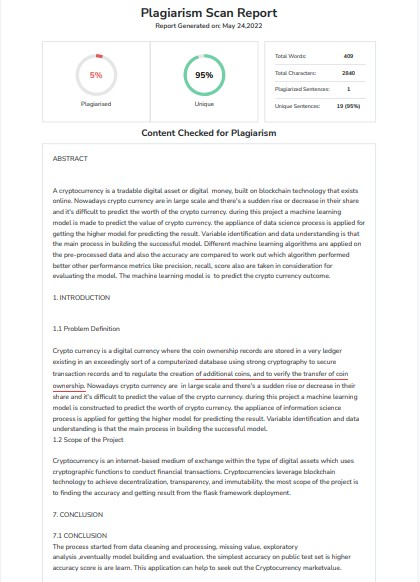 Plagiarism Scan Report
Report Generated on: May 24,2022
5%
Plagiarised
95%
Unique
Total Words: 409
Total Characters: 2840
Plagiarized Sentences: 1
Unique Sentences: 19 (95%)
Content Checked for Plagiarism
ABSTRACT
A cryptocurrency is a tradable digital asset or digital money, built on blockchain technology that exists
online. Nowadays crypto currency are in large scale and there's a sudden rise or decrease in their share
and it's difficult to predict the worth of the crypto currency. during this project a machine learning
model is made to predict the value of crypto currency. the appliance of data science process is applied for
getting the higher model for predicting the result. Variable identification and data understanding is that
the main process in building the successful model. Different machine learning algorithms are applied on
the pre-processed data and also the accuracy are compared to work out which algorithm performed
better other performance metrics like precision, recall, score also are taken in consideration for
evaluating the model. The machine learning model is to predict the crypto currency outcome.
1. INTRODUCTION
1.1 Problem Definition
Crypto currency is a digital currency where the coin ownership records are stored in a very ledger
existing in an exceedingly sort of a computerized database using strong cryptography to secure
transaction records and to regulate the creation of additional coins, and to verify the transfer of coin
ownership. Nowadays crypto currency are in large scale and there's a sudden rise or decrease in their
share and it's difficult to predict the value of the crypto currency. during this project a machine learning
model is constructed to predict the worth of crypto currency. the appliance of information science
process is applied for getting the higher model for predicting the result. Variable identification and data
understanding is that the main process in building the successful model.
1.2 Scope of the Project
Cryptocurrency is an internet-based medium of exchange within the type of digital assets which uses
cryptographic functions to conduct financial transactions. Cryptocurrencies leverage blockchain
technology to achieve decentralization, transparency, and immutability. the most scope of the project is
to finding the accuracy and getting result from the flask framework deployment.
7. CONCLUSION
7.1 CONCLUSION
The process started from data cleaning and processing, missing value, exploratory
analysis ,eventually model building and evaluation. the simplest accuracy on public test set is higher
accuracy score is are learn. This application can help to seek out the Cryptocurrency marketvalue.